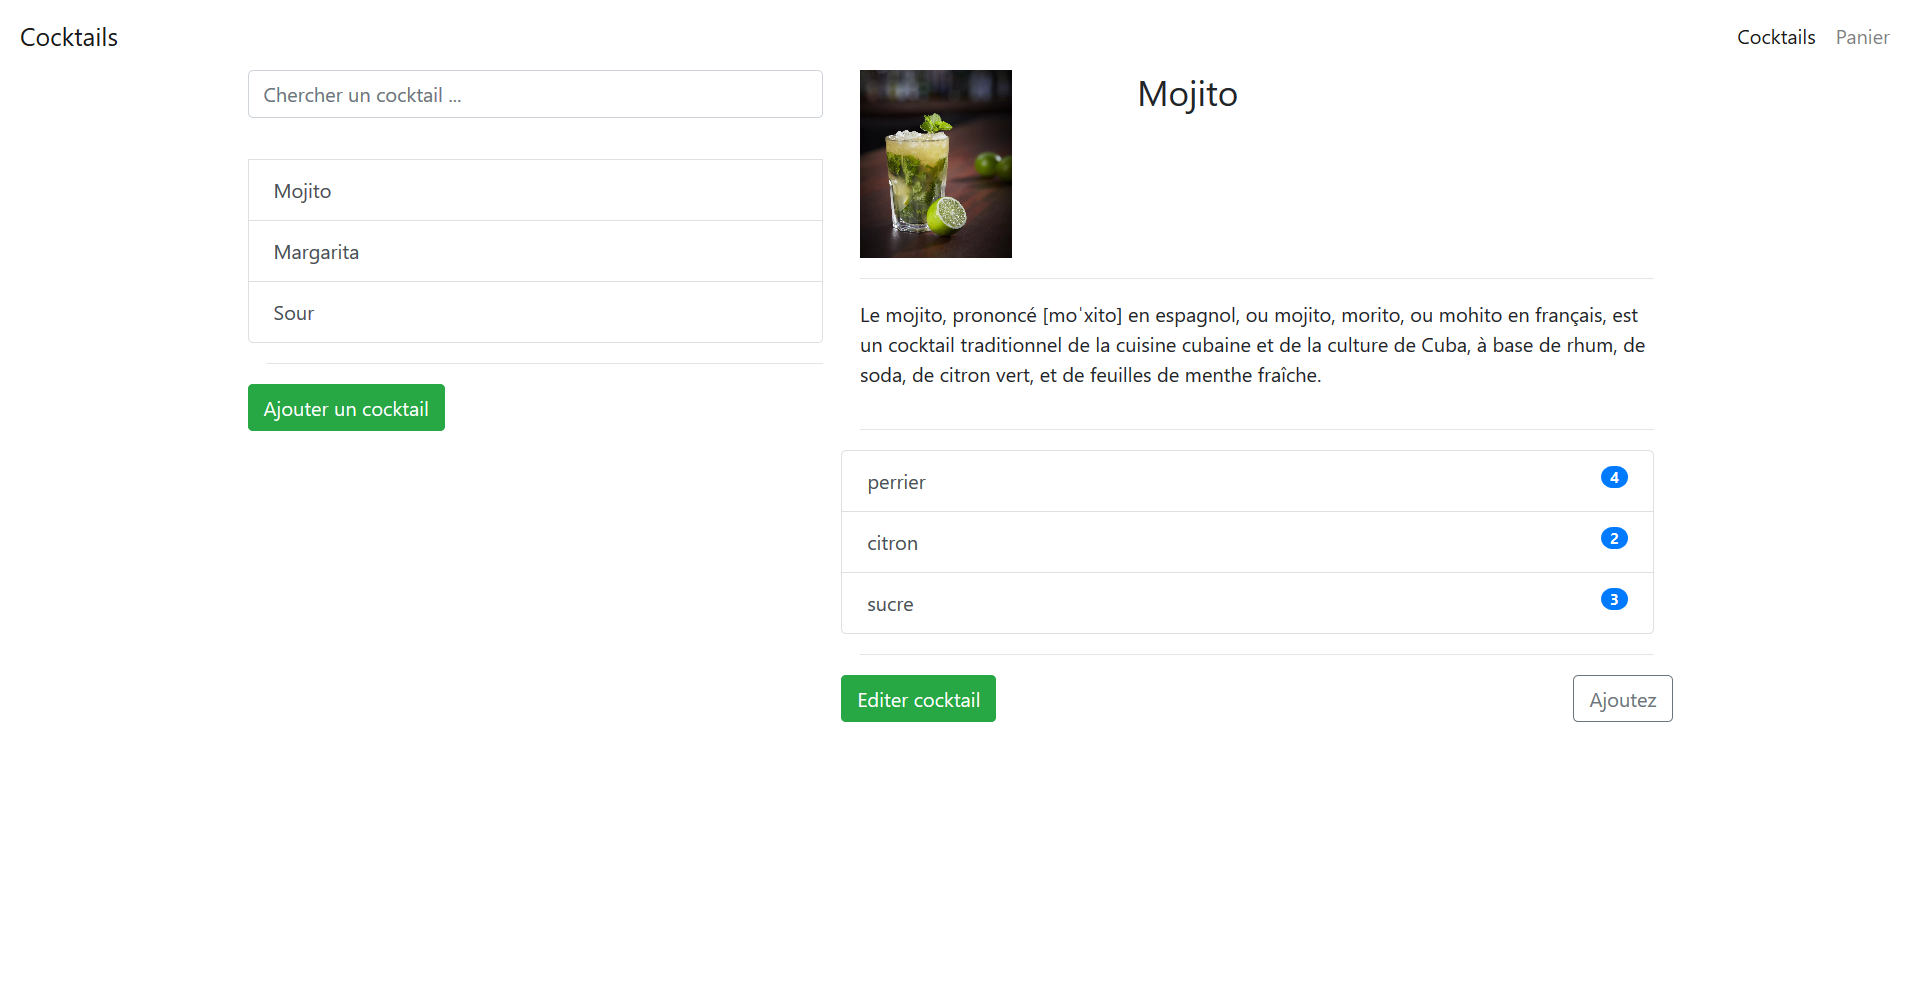 Cocktails
Cocktails Panier
Chercher un cocktail ...
Mojito
Margarita
Sour
Ajouter un cocktail
Mojito
Le mojito, prononcé [moˈxito] en espagnol, ou mojito, morito, ou mohito en français, est
un cocktail traditionnel de la cuisine cubaine et de la culture de Cuba, à base de rhum, de
soda, de citron vert, et de feuilles de menthe fraîche.
perrier 4
citron 2
sucre 3
Editer cocktail Ajoutez